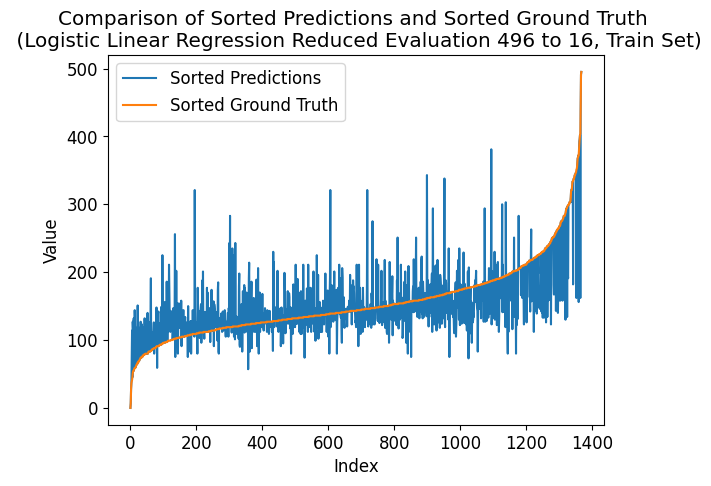 Comparison of Sorted Predictions and Sorted Ground Truth
(Logistic Linear Regression Reduced Evaluation 496 to 16, Train Set)
Sorted Predictions
Sorted Ground Truth
500
400
300
200
100
0
Value
0 200 400 600 800 1000 1200 1400
Index